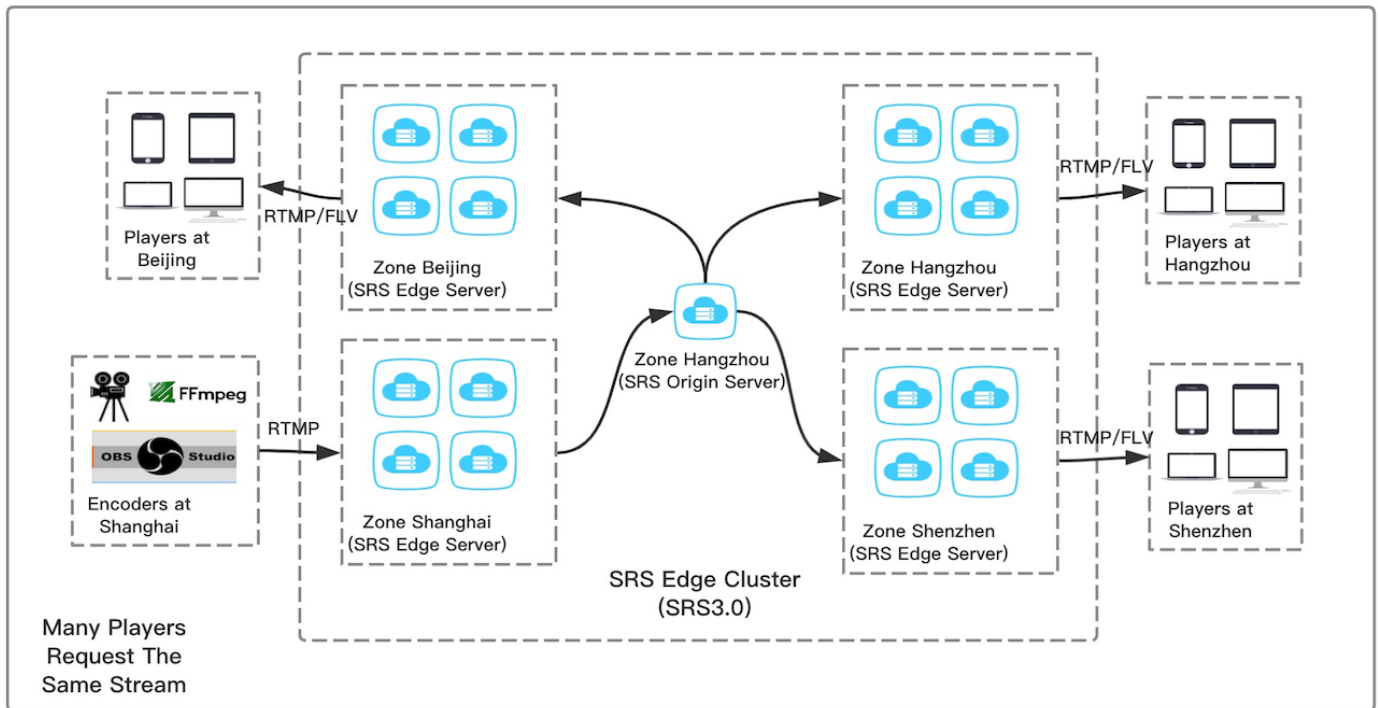 Players at
Beijing
RTMP/FLV
Zone Beijing
(SRS Edge Server)
Zone Hangzhou
(SRS Edge Server)
RTMP/FLV
Players at
Hangzhou
FFmpeg
OBS Studio
Encoders at
Shanghai
RTMP
Zone Shanghai
(SRS Edge Server)
Zone Hangzhou
(SRS Origin Server)
Zone Shenzhen
(SRS Edge Server)
RTMP/FLV
Players at
Shenzhen
SRS Edge Cluster
(SRS3.0)
Many Players
Request The
Same Stream